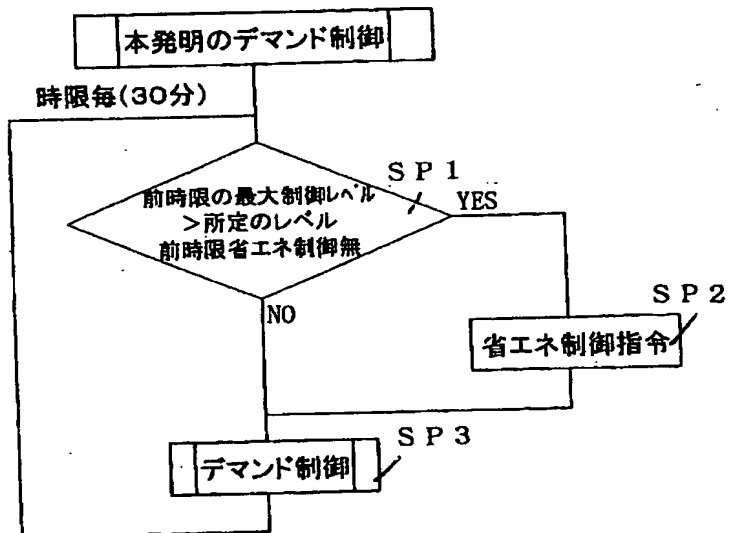 本発明のデマンド制御
時限毎(30分)
SP1
前時限の最大制御レベル
>所定のレベル
前時限省エネ制御無
YES
NO
SP2
省エネ制御指令
SP3
デマンド制御